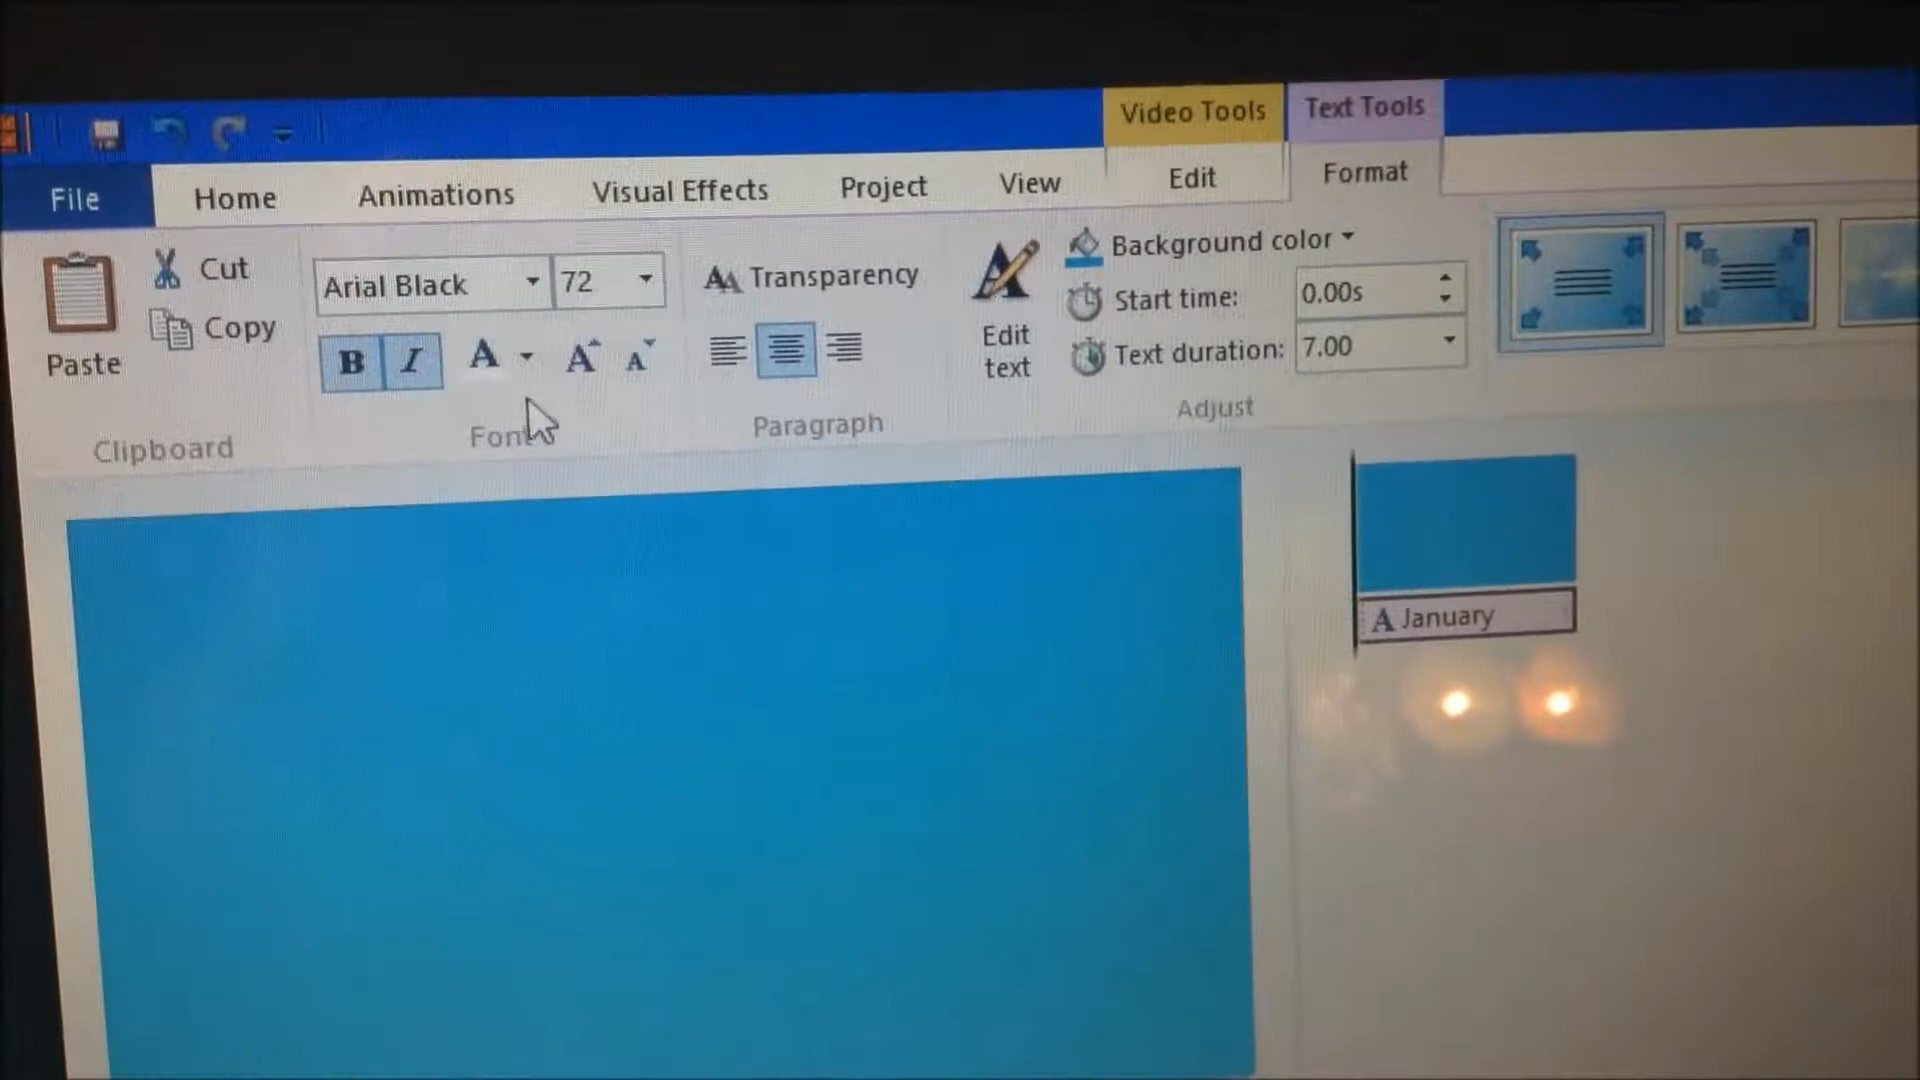 Video Tools
Text Tools
File
Home
Animations
Visual Effects
Project
View
Edit
Format
Paste
Cut
Copy
Clipboard
Arial Black
72
B
I
A
A
A
Font
Transparency
Paragraph
Edit
text
Background color
Start time:
0.00s
Text duration:
7.00
Adjust
A January